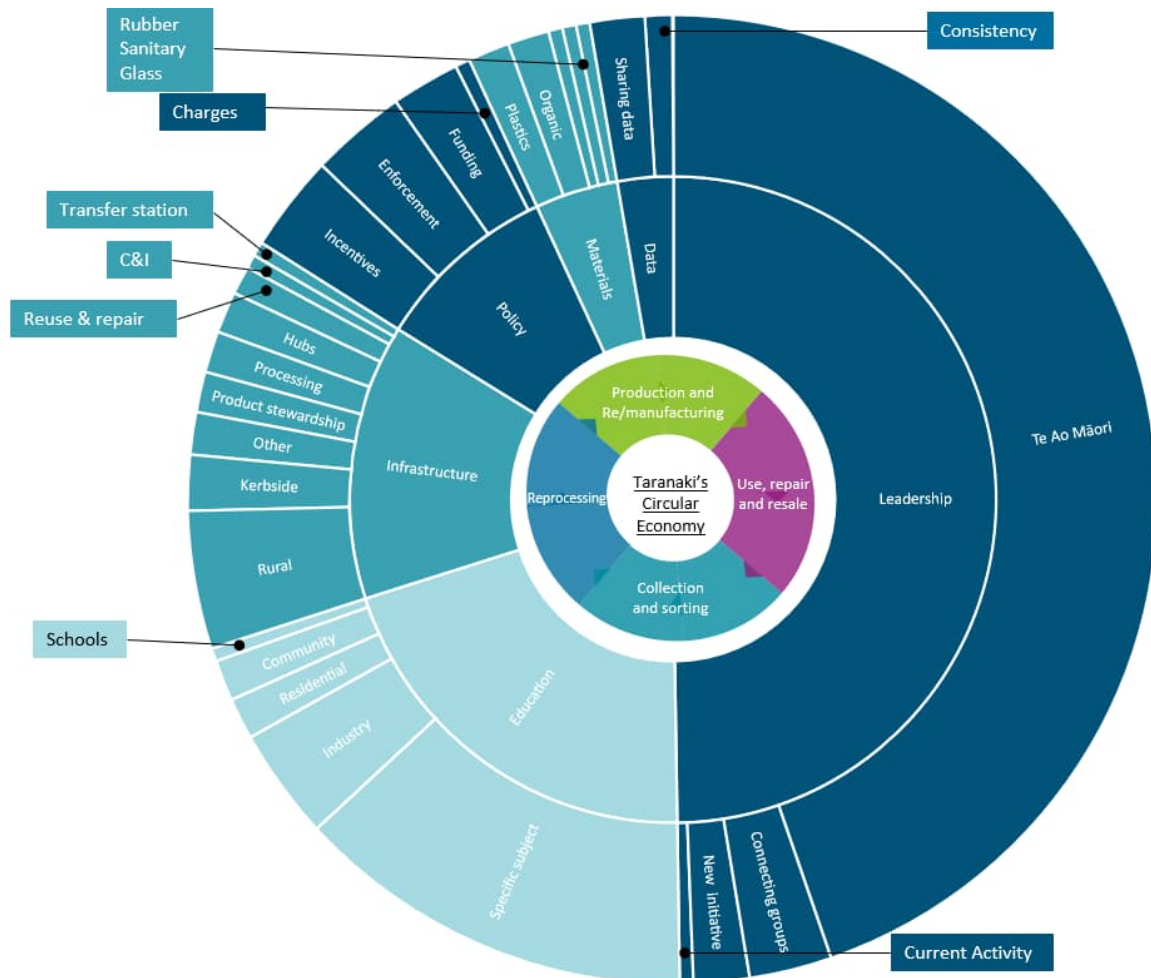 Rubber
Sanitary
Glass
Consistency
Charges
Sharing data
Organic
Plastics
Funding
Enforcement
Incentives
Transfer station
C&I
Reuse & repair
Data
Materials
Policy
Hubs
Processing
Product stewardship
Other
Kerbside
Rural
Infrastructure
Production and
Re/manufacturing
Reprocessing
Taranaki's
Circular
Economy
Use, repair
and resale
Collection
and sorting
Leadership
Te Ao Māori
Schools
Community
Residential
Industry
Education
Specific subject
New initiative
Connecting groups
Current Activity